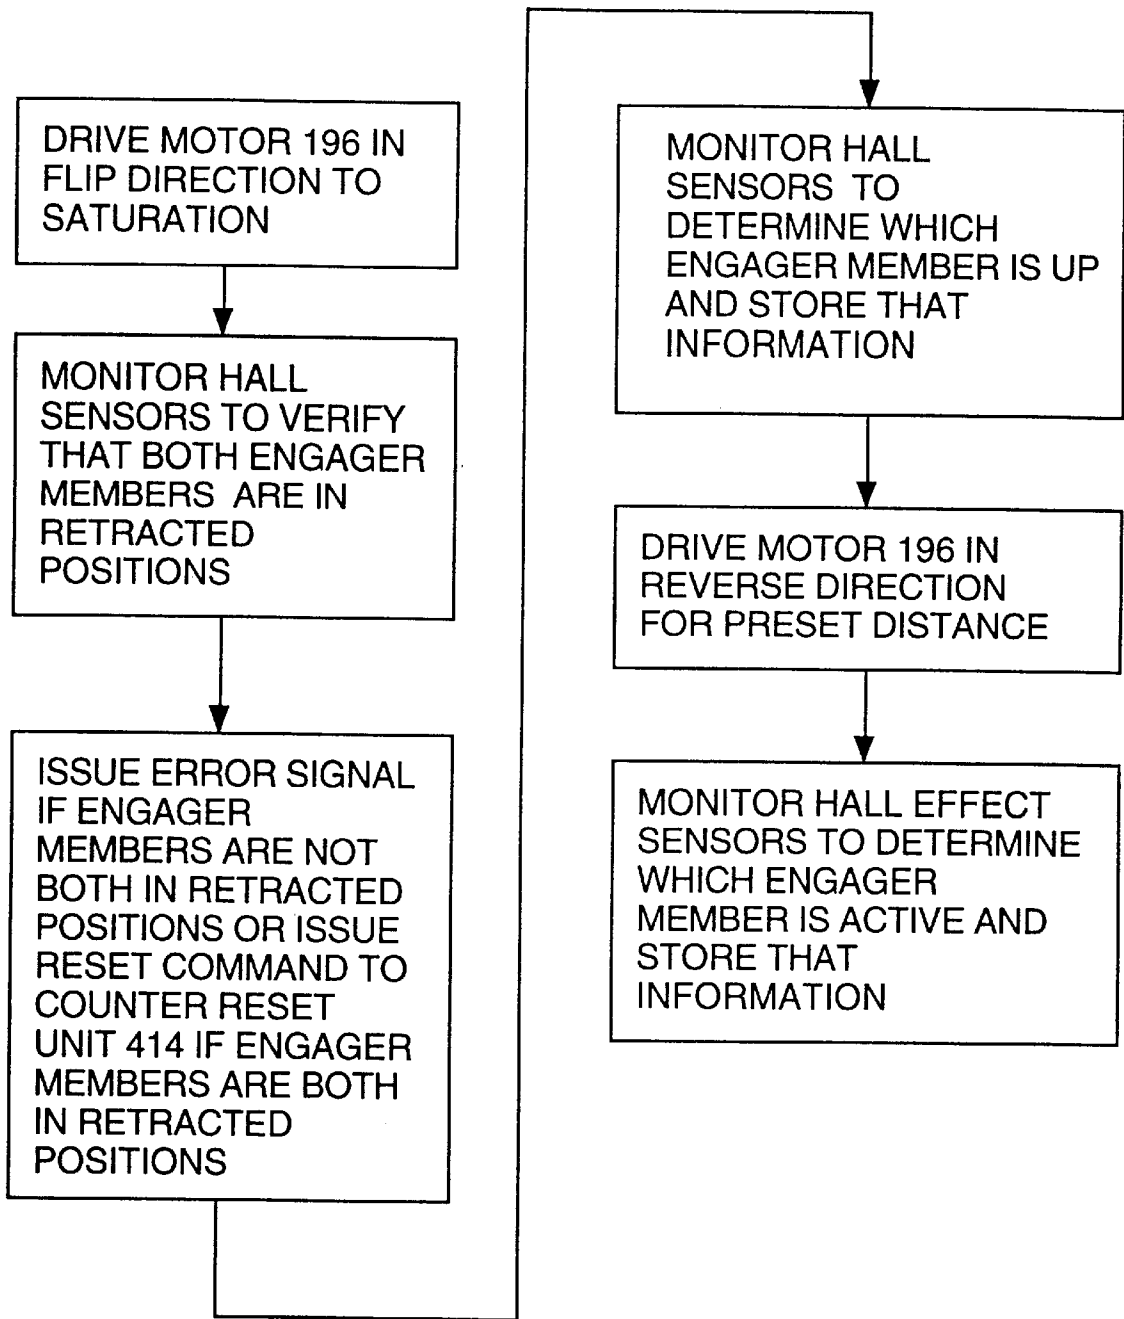 DRIVE MOTOR 196 IN
FLIP DIRECTION TO
SATURATION
MONITOR HALL
SENSORS TO VERIFY
THAT BOTH ENGAGER
MEMBERS ARE IN
RETRACTED
POSITIONS
ISSUE ERROR SIGNAL
IF ENGAGER
MEMBERS ARE NOT
BOTH IN RETRACTED
POSITIONS OR ISSUE
RESET COMMAND TO
COUNTER RESET
UNIT 414 IF ENGAGER
MEMBERS ARE BOTH
IN RETRACTED
POSITIONS
MONITOR HALL
SENSORS TO
DETERMINE WHICH
ENGAGER MEMBER IS UP
AND STORE THAT
INFORMATION
DRIVE MOTOR 196 IN
REVERSE DIRECTION
FOR PRESET DISTANCE
MONITOR HALL EFFECT
SENSORS TO DETERMINE
WHICH ENGAGER
MEMBER IS ACTIVE AND
STORE THAT
INFORMATION